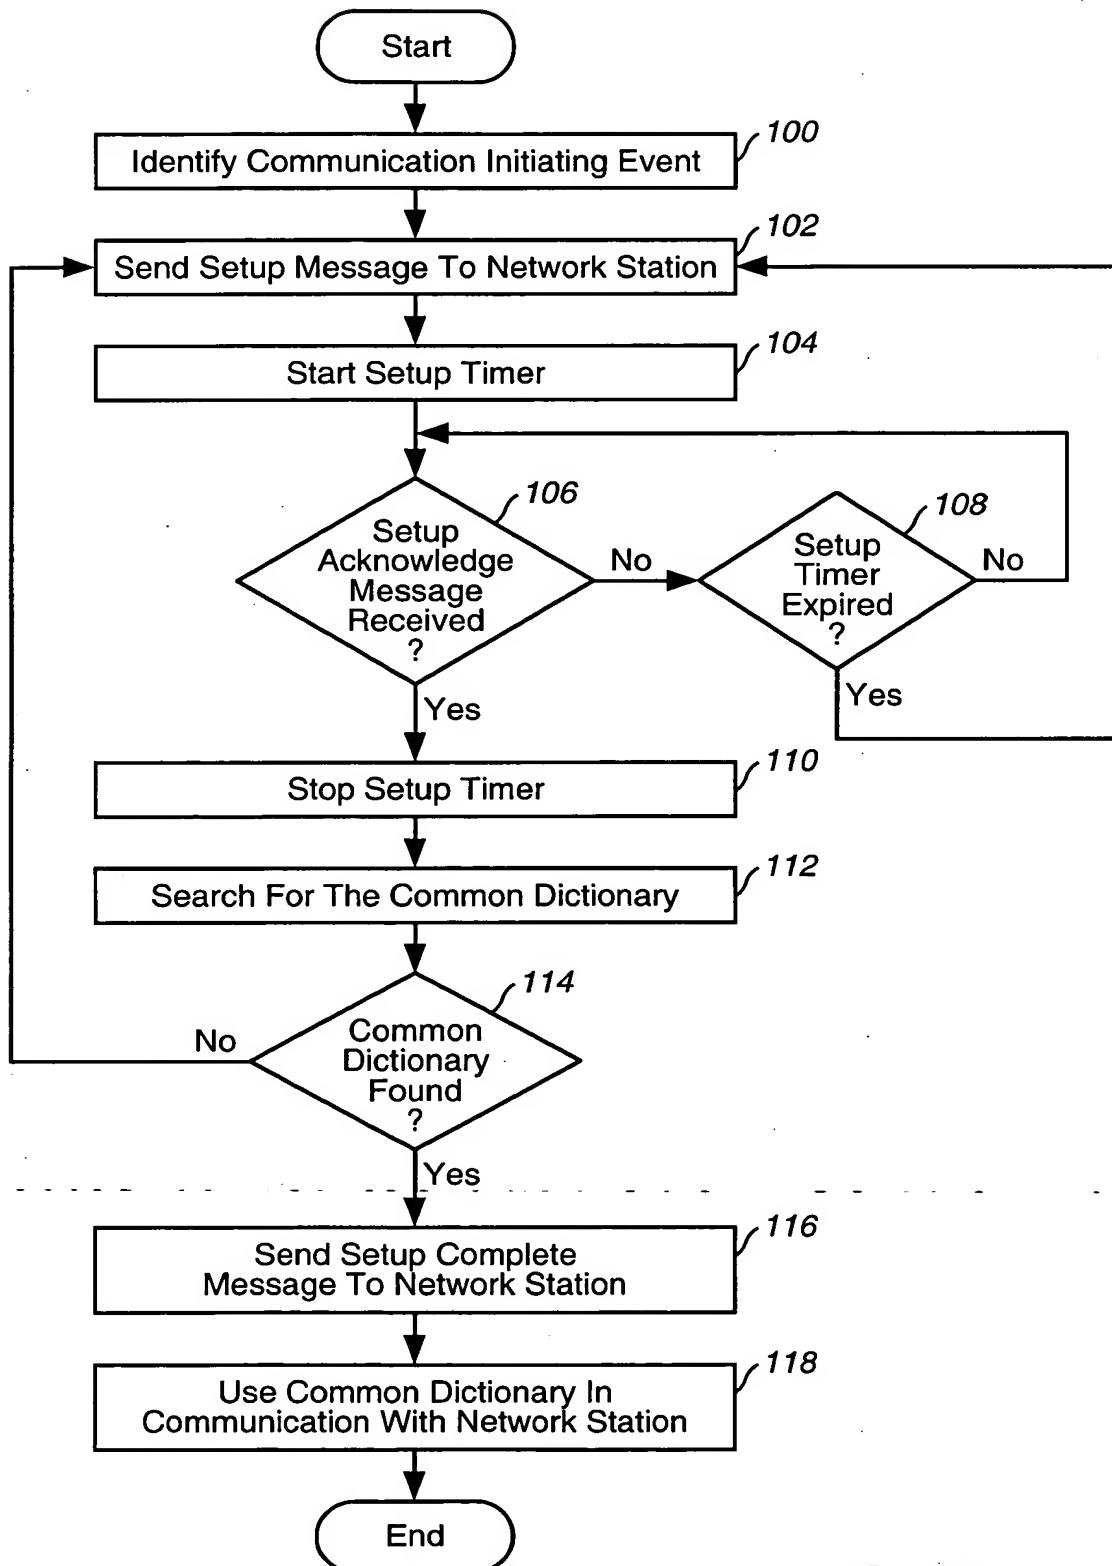 Start
100
Identify Communication Initiating Event
102
Send Setup Message To Network Station
104
Start Setup Timer
106
Setup
Acknowledge
Message
Received
?
No
108
Setup
Timer
Expired
?
No
Yes
Yes
110
Stop Setup Timer
112
Search For The Common Dictionary
114
Common
Dictionary
Found
?
No
Yes
116
Send Setup Complete
Message To Network Station
118
Use Common Dictionary In
Communication With Network Station
End